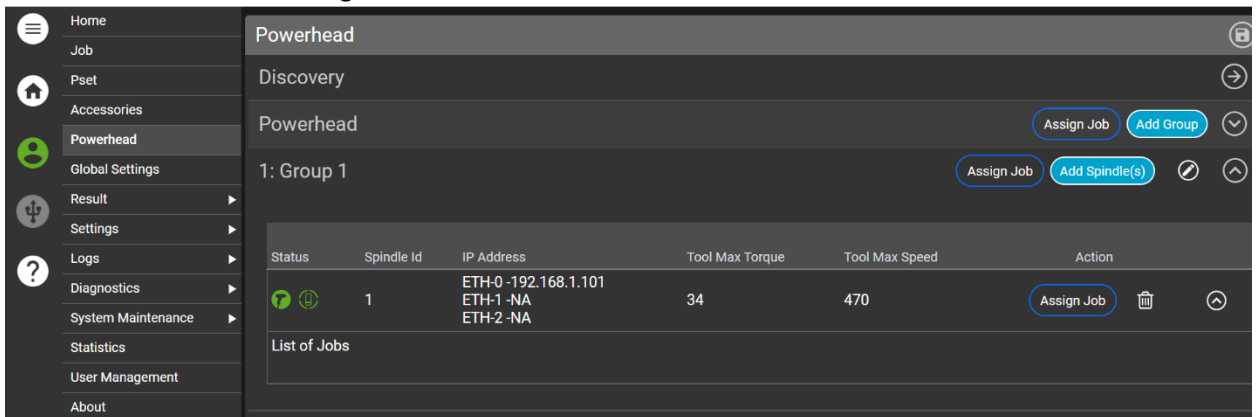 Home
Job
Pset
Accessories
Powerhead
Global Settings
Result
Settings
Logs
Diagnostics
System Maintenance
Statistics
User Management
About
Powerhead
Discovery
Powerhead Assign Job Add Group
1: Group 1 Assign Job Add Spindle(s)
Status Spindle Id IP Address Tool Max Torque Tool Max Speed Action
ETH-0 -192.168.1.101
1 ETH-1 -NA 34 470 Assign Job
ETH-2 -NA
List of Jobs